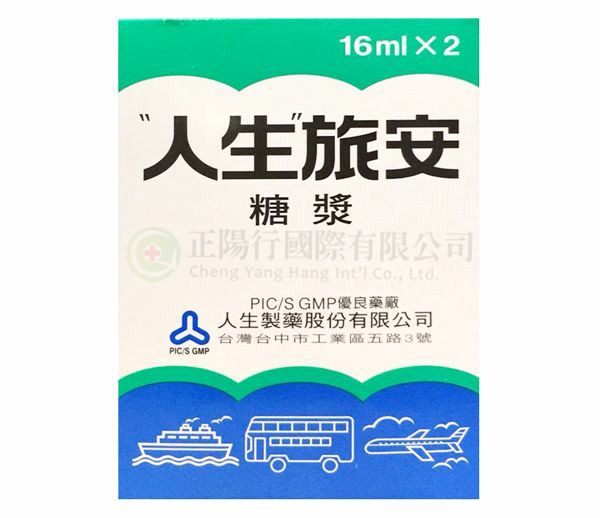 16ml×2
"人生"旅安
糖漿
正陽行國際有限公司
Cheng Yang Hang Int'l Co., Ltd.
PIC/S GMP優良藥廠
人生製藥股份有限公司
台灣台中市工業區五路3號
PIC/S GMP